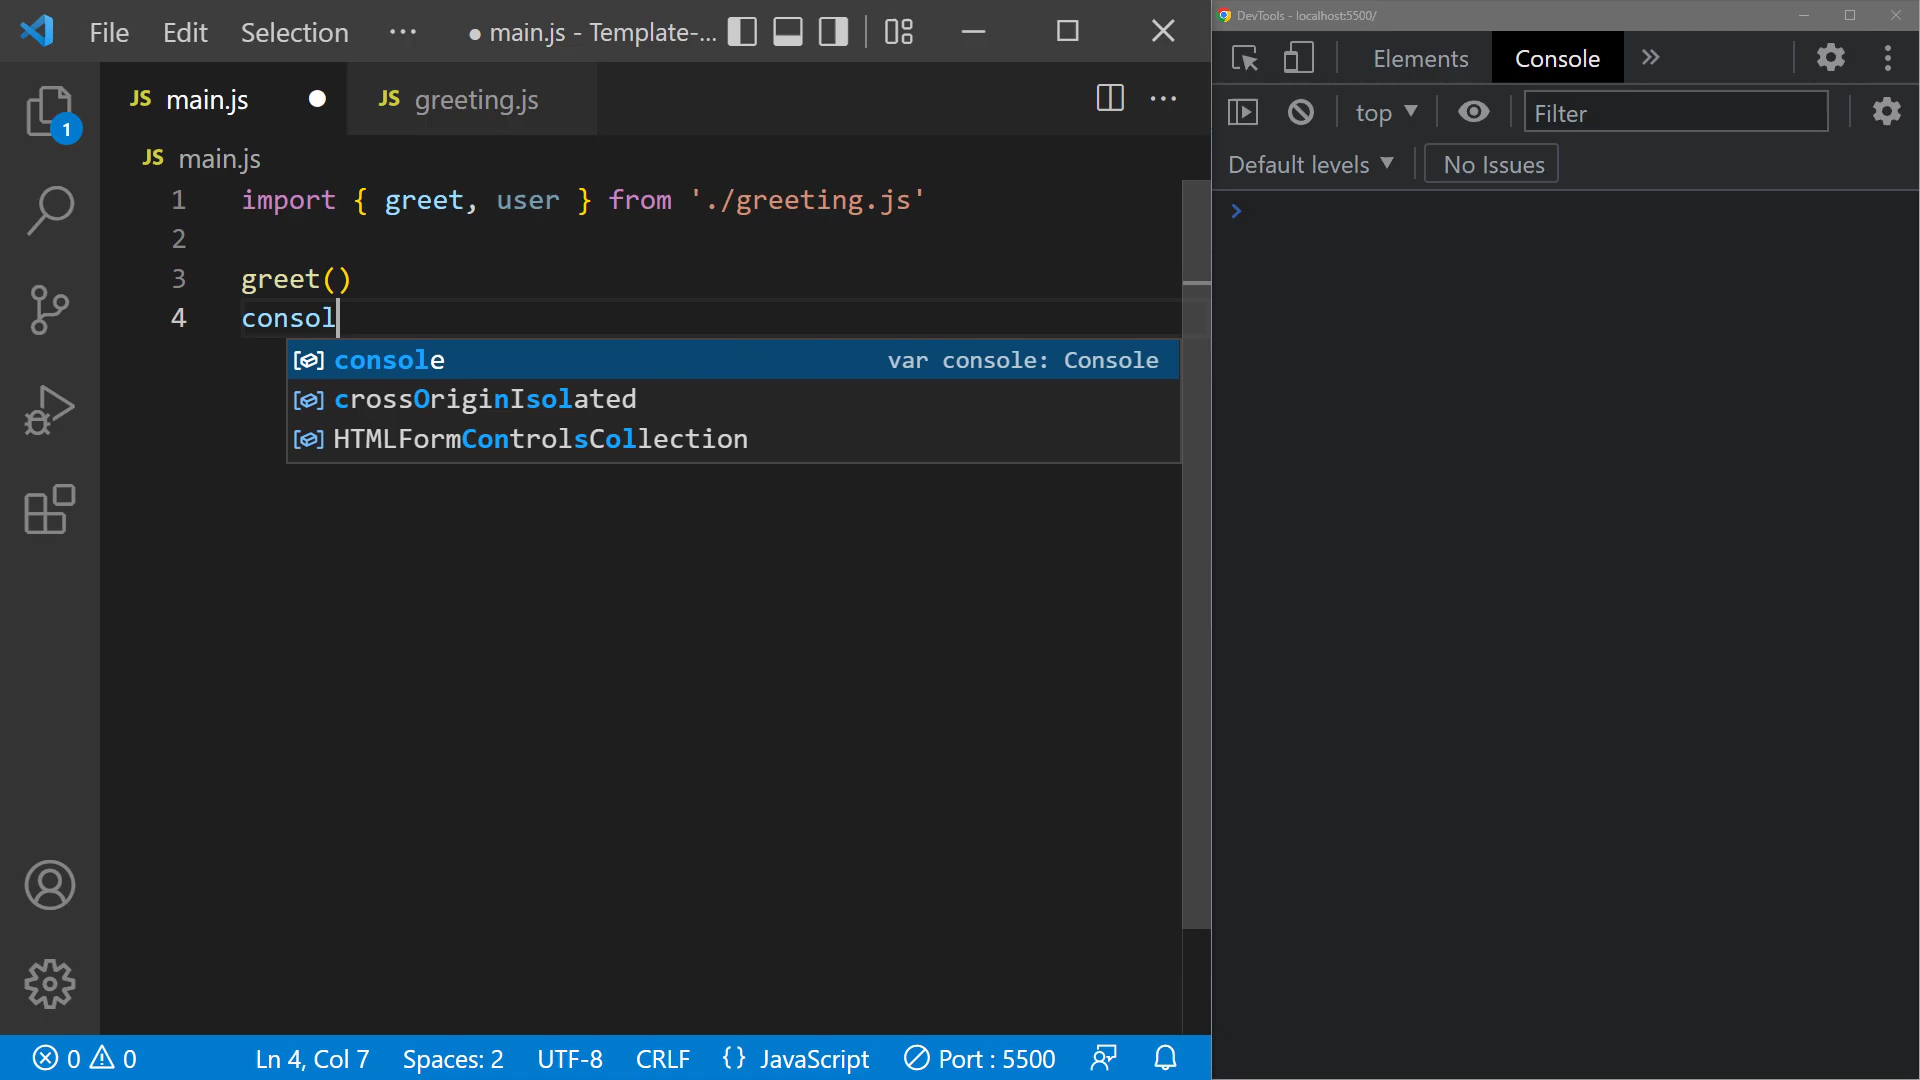 File Edit Selection ··· ● main.js - Template-...
JS main.js ● JS greeting.js
JS main.js
1 import { greet, user } from './greeting.js'
2
3 greet()
4 consol
console var console: Console
crossOriginIsolated
HTMLFormControlsCollection
1
0 0 Ln 4, Col 7 Spaces: 2 UTF-8 CRLF {} JavaScript Port : 5500
DevTools - localhost:5500/
Elements Console »
top ▼ Filter
Default levels ▼ No Issues
>